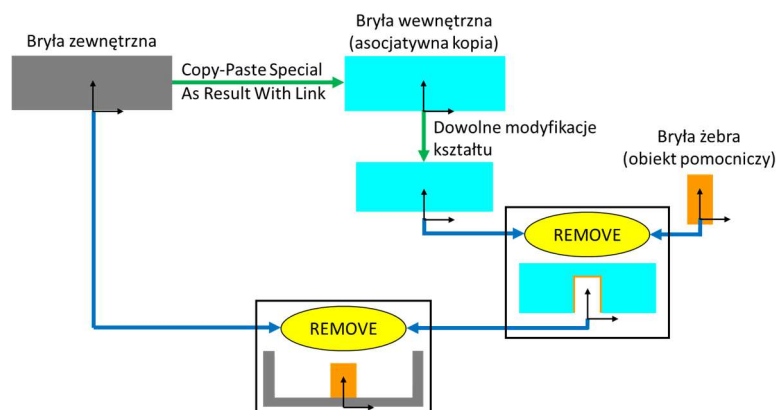 Bryła zewnętrzna
Copy-Paste Special
As Result With Link
Bryła wewnętrzna
(asocjatywna kopia)
Dowolne modyfikacje
kształtu
Bryła żebra
(obiekt pomocniczy)
REMOVE
REMOVE